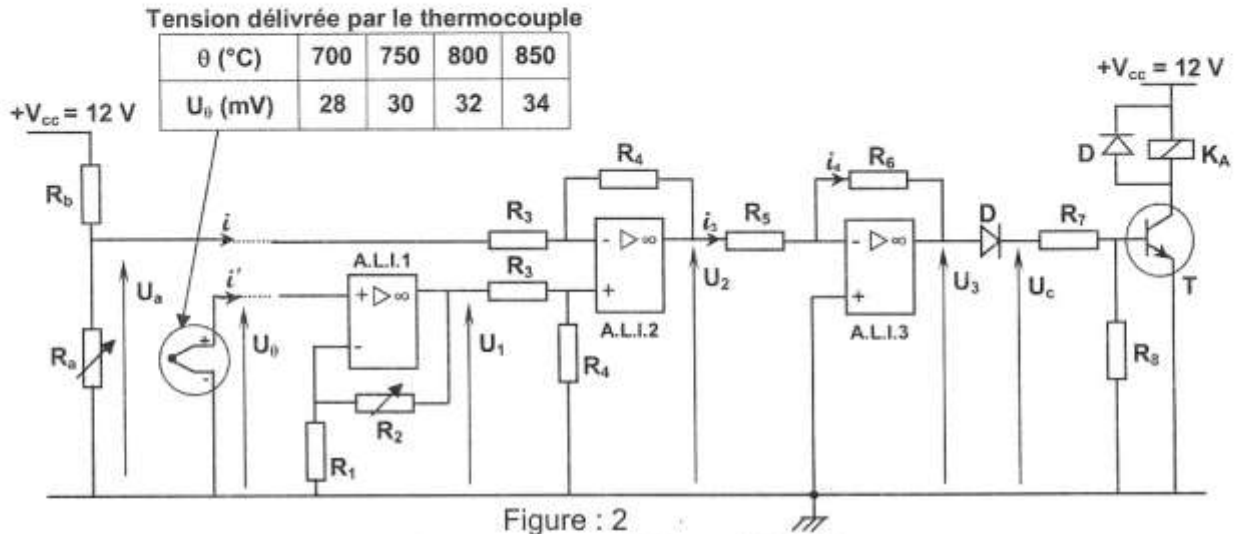 Tension délivrée par le thermocouple
θ (°C) 700 750 800 850
Uθ (mV) 28 30 32 34
+Vcc = 12 V
+Vcc = 12 V
Rb
Ra
Ua
i
i'
Uθ
A.L.I.1
+ ▷ ∞
-
R2
R1
U1
R3
R3
R4
- ▷ ∞
+
A.L.I.2
R4
i3
U2
R5
i4
R6
- ▷ ∞
+
A.L.I.3
U3
D
Uc
R7
R8
D
KA
T
+
-
Figure : 2